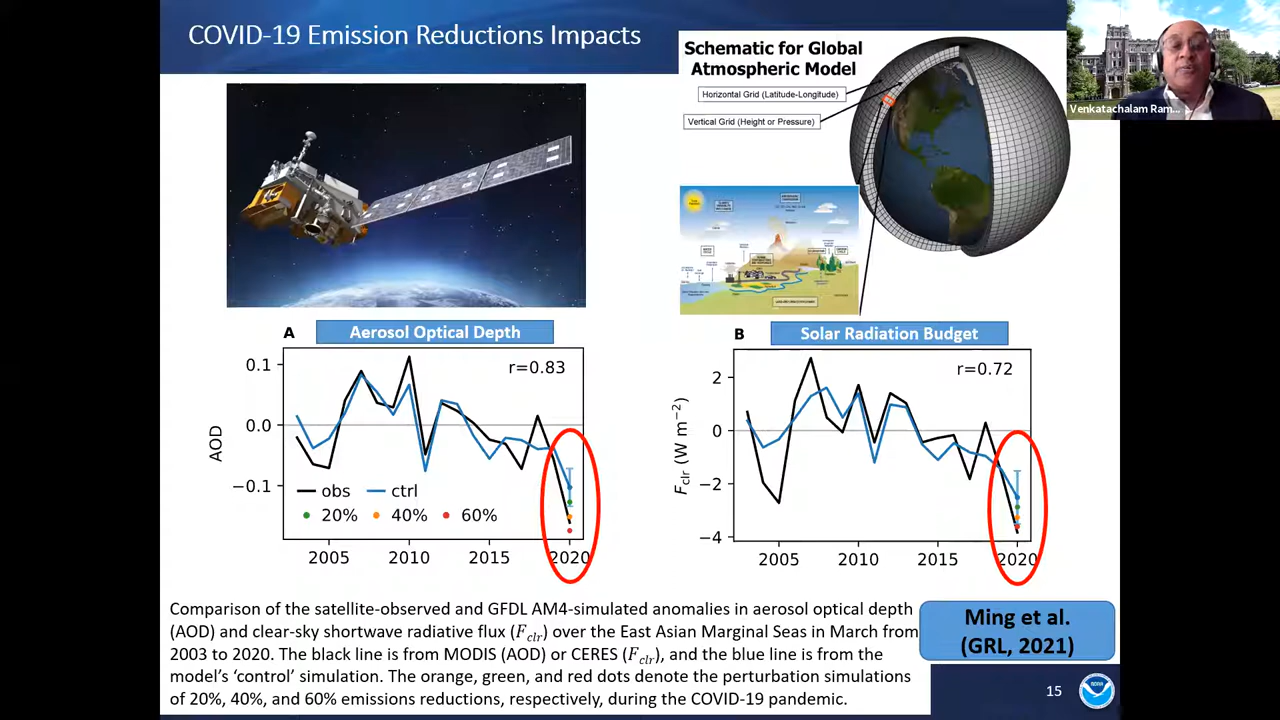 COVID-19 Emission Reductions Impacts
Schematic for Global
Atmospheric Model
Horizontal Grid (Latitude-Longitude)
Vertical Grid (Height or Pressure)
Venkatachalam Ram...
A
Aerosol Optical Depth
r=0.83
0.1
0.0
−0.1
AOD
obs
ctrl
20%
40%
60%
2005
2010
2015
2020
B
Solar Radiation Budget
r=0.72
2
0
−2
−4
Fclr (W m−2)
2005
2010
2015
2020
Comparison of the satellite-observed and GFDL AM4-simulated anomalies in aerosol optical depth
(AOD) and clear-sky shortwave radiative flux (Fclr) over the East Asian Marginal Seas in March from
2003 to 2020. The black line is from MODIS (AOD) or CERES (Fclr), and the blue line is from the
model's 'control' simulation. The orange, green, and red dots denote the perturbation simulations
of 20%, 40%, and 60% emissions reductions, respectively, during the COVID-19 pandemic.
Ming et al.
(GRL, 2021)
15